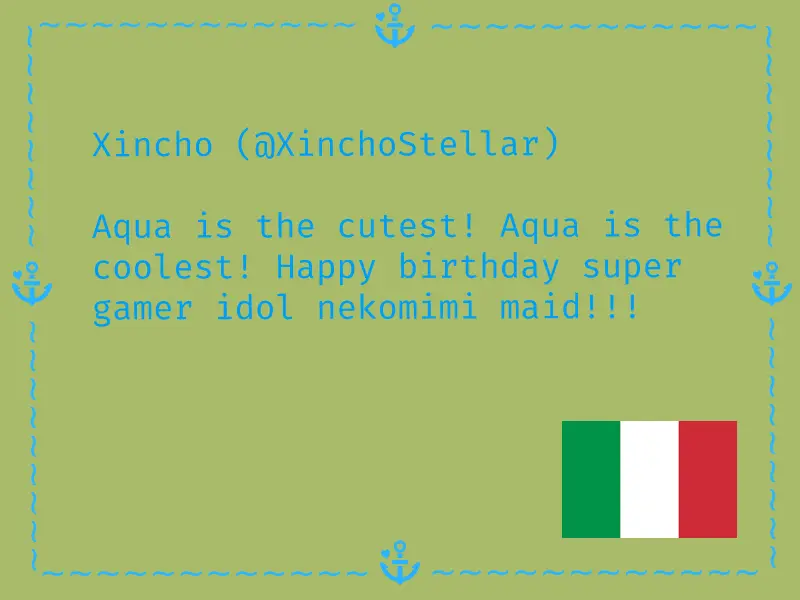 Xincho (@XinchoStellar)
Aqua is the cutest! Aqua is the
coolest! Happy birthday super
gamer idol nekomimi maid!!!